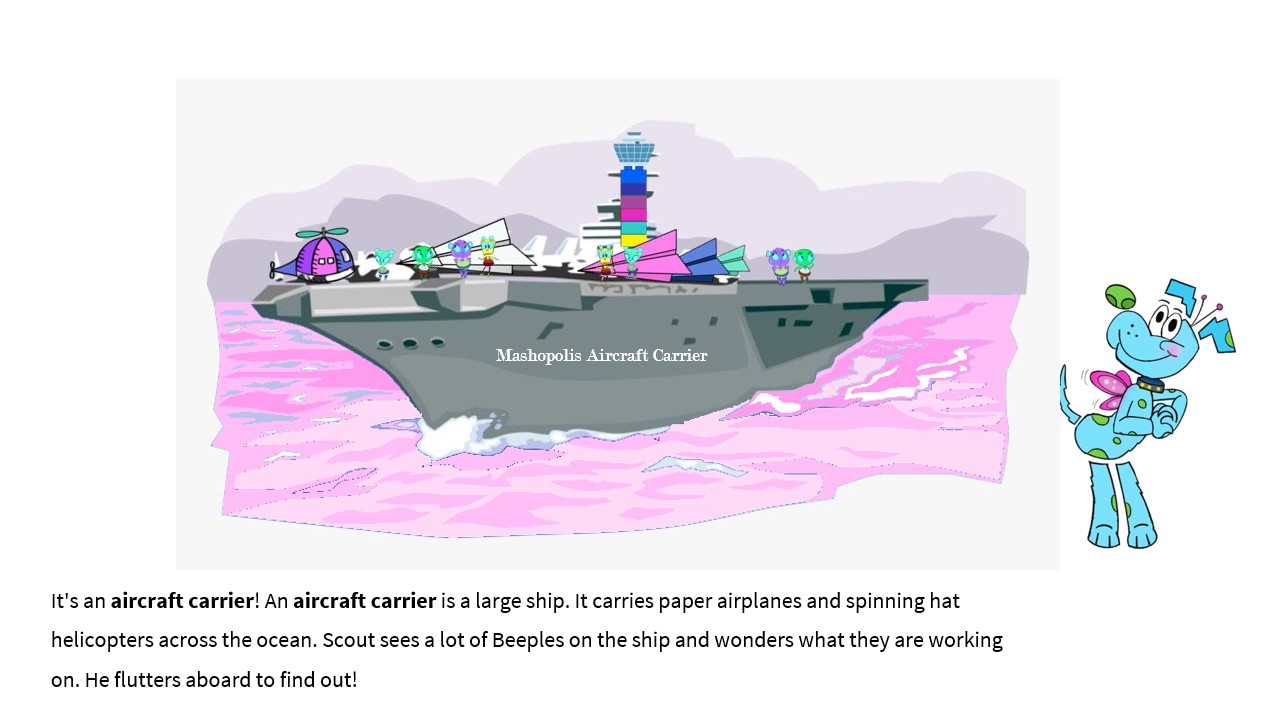 Mashopolis Aircraft Carrier
It's an aircraft carrier! An aircraft carrier is a large ship. It carries paper airplanes and spinning hat
helicopters across the ocean. Scout sees a lot of Beeples on the ship and wonders what they are working
on. He flutters aboard to find out!